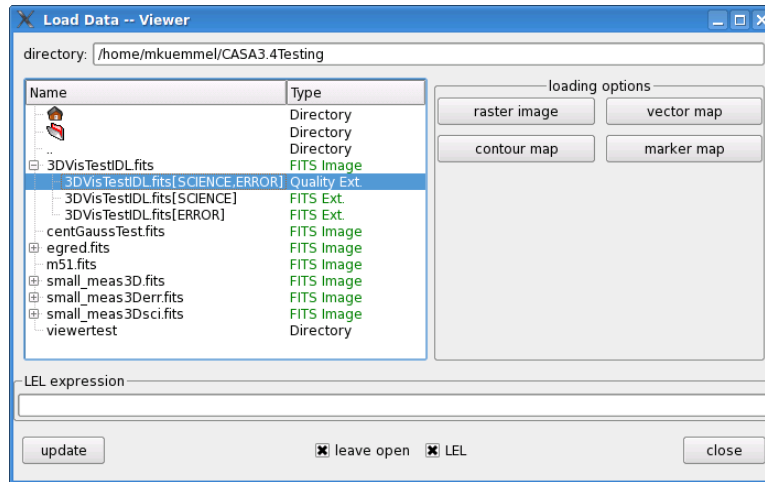 Load Data -- Viewer
directory: /home/mkuemmel/CASA3.4Testing
Name Type
Directory
Directory
.. Directory
3DVisTestIDL.fits FITS Image
3DVisTestIDL.fits[SCIENCE,ERROR] Quality Ext.
3DVisTestIDL.fits[SCIENCE] FITS Ext.
3DVisTestIDL.fits[ERROR] FITS Ext.
centGaussTest.fits FITS Image
egred.fits FITS Image
m51.fits FITS Image
small_meas3D.fits FITS Image
small_meas3Derr.fits FITS Image
small_meas3Dsci.fits FITS Image
viewertest Directory
loading options
raster image vector map
contour map marker map
LEL expression
update leave open LEL close